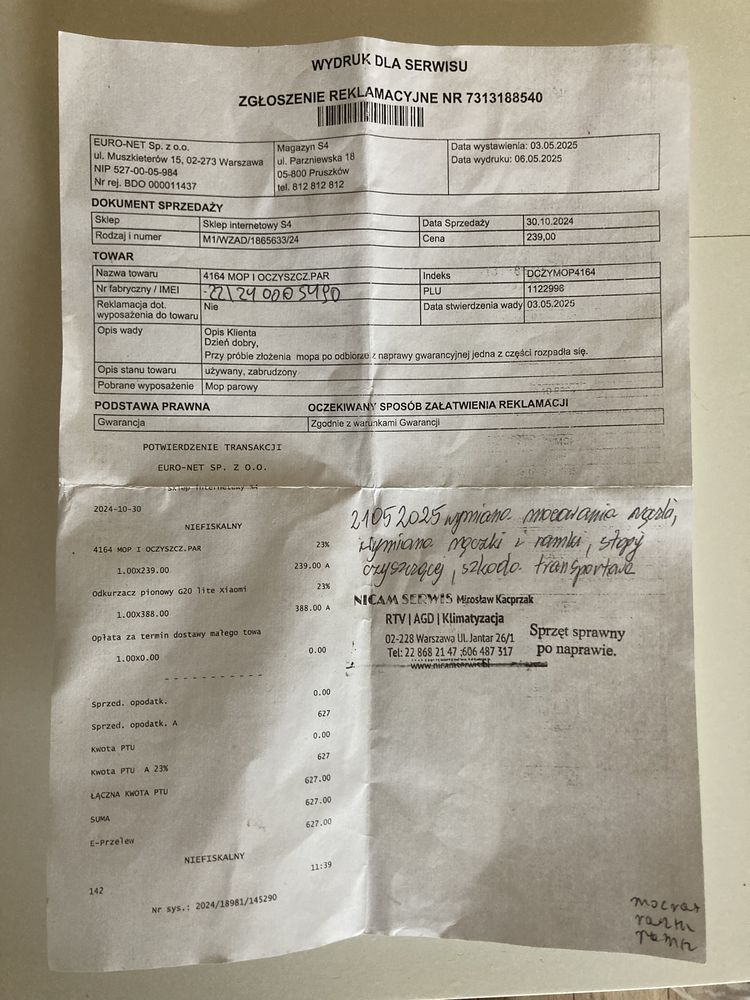 WYDRUK DLA SERWISU
ZGŁOSZENIE REKLAMACYJNE NR 7313188540
EURO-NET Sp. z o.o.
ul. Muszkieterów 15, 02-273 Warszawa
NIP 527-00-05-984
Nr rej. BDO 000011437
Magazyn S4
ul. Parzniewska 18
05-800 Pruszków
tel. 812 812 812
Data wystawienia: 03.05.2025
Data wydruku: 06.05.2025
DOKUMENT SPRZEDAŻY
Sklep Sklep internetowy S4 Data Sprzedaży 30.10.2024
Rodzaj i numer M1/WZAD/1865633/24 Cena 239,00
TOWAR
Nazwa towaru 4164 MOP I OCZYSZCZ.PAR Indeks DCZYMOP4164
Nr fabryczny / IMEI PLU 1122998
Reklamacja dot. wyposażenia do towaru Nie Data stwierdzenia wady 03.05.2025
Opis wady Opis Klienta
Dzień dobry,
Przy próbie złożenia mopa po odbiorze z naprawy gwarancyjnej jedna z części rozpadła się.
Opis stanu towaru używany, zabrudzony
Pobrane wyposażenie Mop parowy
PODSTAWA PRAWNA OCZEKIWANY SPOSÓB ZAŁATWIENIA REKLAMACJI
Gwarancja Zgodnie z warunkami Gwarancji
POTWIERDZENIE TRANSAKCJI
EURO-NET SP. Z O.O.
Sklep Internetowy S4
2024-10-30
NIEFISKALNY
4164 MOP I OCZYSZCZ.PAR 23%
1.00X239.00 239.00 A
Odkurzacz pionowy G20 lite Xiaomi 23%
1.00X388.00 388.00 A
Opłata za termin dostawy małego towa
1.00X0.00 0.00
Sprzed. opodatk. 0.00
Sprzed. opodatk. A 627
Kwota PTU 0.00
Kwota PTU A 23% 627
ŁĄCZNA KWOTA PTU 627.00
SUMA 627.00
E-Przelew 627.00
NIEFISKALNY
11:39
142
Nr sys.: 2024/18981/145290
21052025 wymiana mocowania węża,
wymiana rączki i ramki, stopy
czyszczącej, szkoda transportowa
NICAM SERWIS Mirosław Kacprzak
RTV | AGD | Klimatyzacja
02-228 Warszawa Ul. Jantar 26/1
Tel: 22 868 21 47 ;606 487 317
Sprzęt sprawny
po naprawie.